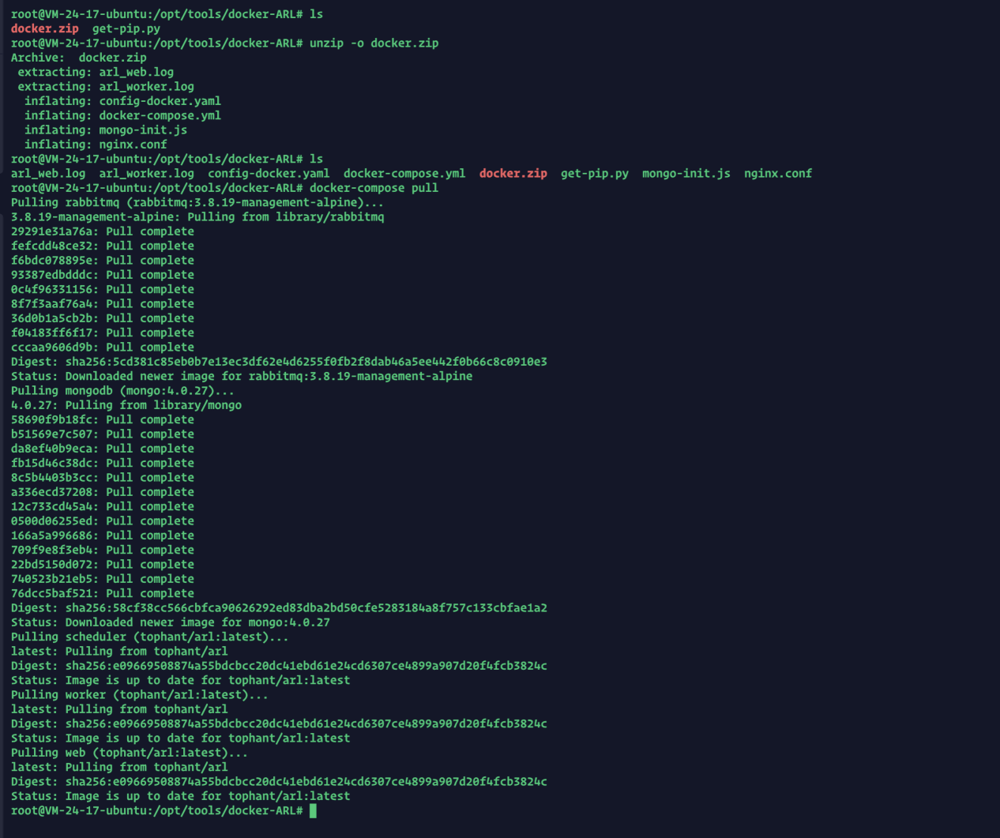 root@VM-24-17-ubuntu:/opt/tools/docker-ARL# ls
docker.zip  get-pip.py
root@VM-24-17-ubuntu:/opt/tools/docker-ARL# unzip -o docker.zip
Archive:  docker.zip
 extracting: arl_web.log
 extracting: arl_worker.log
  inflating: config-docker.yaml
  inflating: docker-compose.yml
  inflating: mongo-init.js
  inflating: nginx.conf
root@VM-24-17-ubuntu:/opt/tools/docker-ARL# ls
arl_web.log  arl_worker.log  config-docker.yaml  docker-compose.yml  docker.zip  get-pip.py  mongo-init.js  nginx.conf
root@VM-24-17-ubuntu:/opt/tools/docker-ARL# docker-compose pull
Pulling rabbitmq (rabbitmq:3.8.19-management-alpine)...
3.8.19-management-alpine: Pulling from library/rabbitmq
29291e31a76a: Pull complete
fefcdd48ce32: Pull complete
f6bdc078895e: Pull complete
93387edbdddc: Pull complete
0c4f96331156: Pull complete
8f7f3aaf76a4: Pull complete
36d0b1a5cb2b: Pull complete
f04183ff6f17: Pull complete
cccaa9606d9b: Pull complete
Digest: sha256:5cd381c85eb0b7e13ec3df62e4d6255f0fb2f8dab46a5ee442f0b66c8c0910e3
Status: Downloaded newer image for rabbitmq:3.8.19-management-alpine
Pulling mongodb (mongo:4.0.27)...
4.0.27: Pulling from library/mongo
58690f9b18fc: Pull complete
b51569e7c507: Pull complete
da8ef40b9eca: Pull complete
fb15d46c38dc: Pull complete
8c5b4403b3cc: Pull complete
a336ecd37208: Pull complete
12c733cd45a4: Pull complete
0500d06255ed: Pull complete
166a5a996686: Pull complete
709f9e8f3eb4: Pull complete
22bd5150d072: Pull complete
740523b21eb5: Pull complete
76dcc5baf521: Pull complete
Digest: sha256:58cf38cc566cbfca90626292ed83dba2bd50cfe5283184a8f757c133cbfae1a2
Status: Downloaded newer image for mongo:4.0.27
Pulling scheduler (tophant/arl:latest)...
latest: Pulling from tophant/arl
Digest: sha256:e09669508874a55bdcbcc20dc41ebd61e24cd6307ce4899a907d20f4fcb3824c
Status: Image is up to date for tophant/arl:latest
Pulling worker (tophant/arl:latest)...
latest: Pulling from tophant/arl
Digest: sha256:e09669508874a55bdcbcc20dc41ebd61e24cd6307ce4899a907d20f4fcb3824c
Status: Image is up to date for tophant/arl:latest
Pulling web (tophant/arl:latest)...
latest: Pulling from tophant/arl
Digest: sha256:e09669508874a55bdcbcc20dc41ebd61e24cd6307ce4899a907d20f4fcb3824c
Status: Image is up to date for tophant/arl:latest
root@VM-24-17-ubuntu:/opt/tools/docker-ARL#